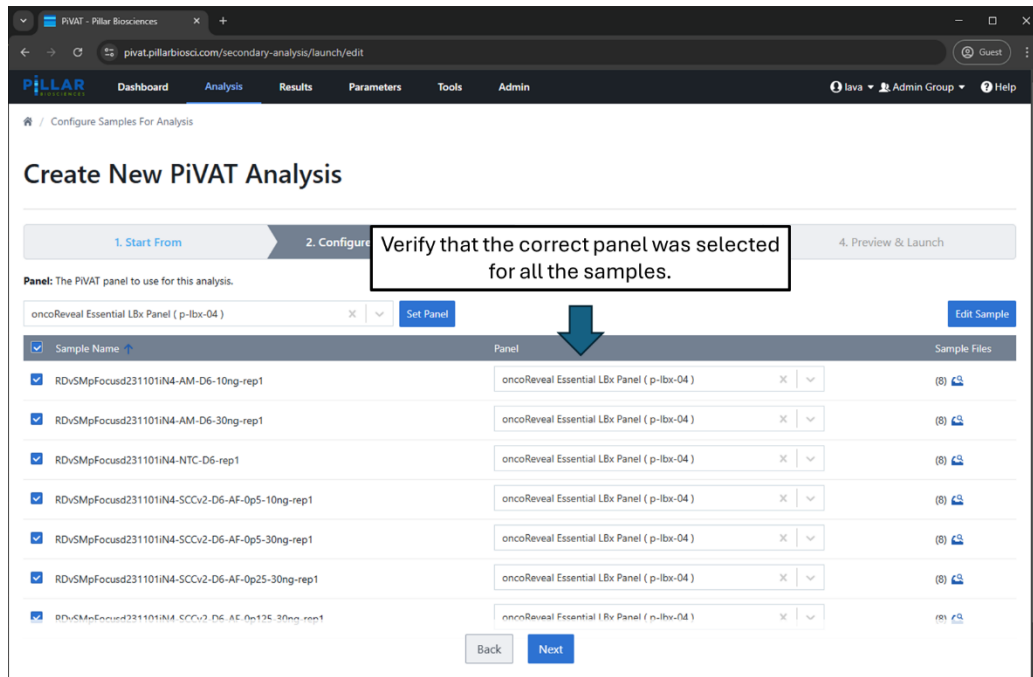 PiVAT - Pillar Biosciences
pivat.pillarbiosci.com/secondary-analysis/launch/edit
Guest
PiLLAR
BIOSCIENCES
Dashboard Analysis Results Parameters Tools Admin lava Admin Group Help
/ Configure Samples For Analysis
Create New PiVAT Analysis
1. Start From 2. Configure 4. Preview & Launch
Verify that the correct panel was selected
for all the samples.
Panel: The PiVAT panel to use for this analysis.
oncoReveal Essential LBx Panel ( p-lbx-04 ) Set Panel Edit Sample
Sample Name Panel Sample Files
RDvSMpFocusd231101iN4-AM-D6-10ng-rep1 oncoReveal Essential LBx Panel ( p-lbx-04 ) (8)
RDvSMpFocusd231101iN4-AM-D6-30ng-rep1 oncoReveal Essential LBx Panel ( p-lbx-04 ) (8)
RDvSMpFocusd231101iN4-NTC-D6-rep1 oncoReveal Essential LBx Panel ( p-lbx-04 ) (8)
RDvSMpFocusd231101iN4-SCCv2-D6-AF-0p5-10ng-rep1 oncoReveal Essential LBx Panel ( p-lbx-04 ) (8)
RDvSMpFocusd231101iN4-SCCv2-D6-AF-0p5-30ng-rep1 oncoReveal Essential LBx Panel ( p-lbx-04 ) (8)
RDvSMpFocusd231101iN4-SCCv2-D6-AF-0p25-30ng-rep1 oncoReveal Essential LBx Panel ( p-lbx-04 ) (8)
RDvSMpFocusd231101iN4-SCCv2-D6-AF-0p125-30ng-rep1 oncoReveal Essential LBx Panel ( p-lbx-04 ) (8)
Back Next